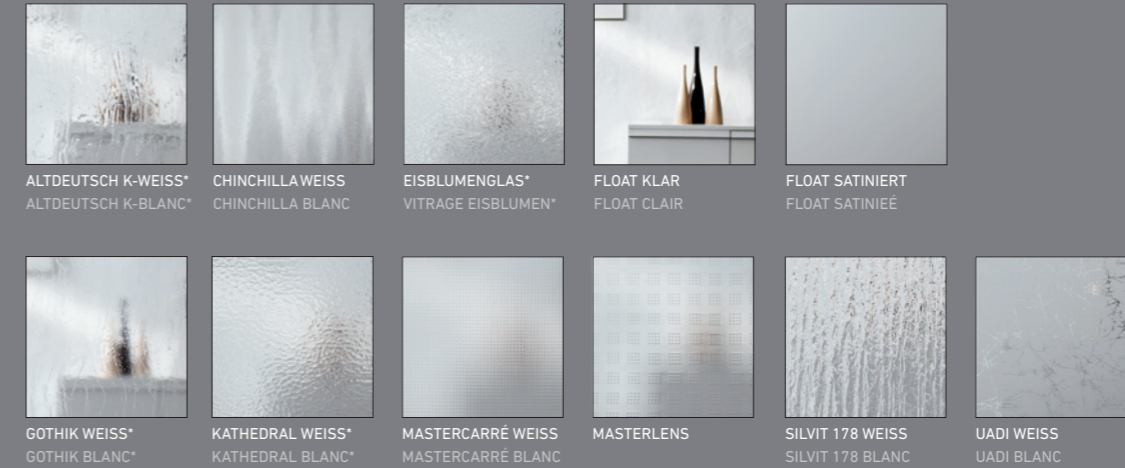 ALTDEUTSCH K-WEISS* CHINCHILLA WEISS EISBLUMENGLAS* FLOAT KLAR FLOAT SATINIERT
ALTDEUTSCH K-BLANC* CHINCHILLA BLANC VITRAGE EISBLUMEN* FLOAT CLAIR FLOAT SATINIEÉ
GOTHIK WEISS* KATHEDRAL WEISS* MASTERCARRÉ WEISS MASTERLENS SILVIT 178 WEISS UADI WEISS
GOTHIK BLANC* KATHEDRAL BLANC* MASTERCARRÉ BLANC SILVIT 178 BLANC UADI BLANC